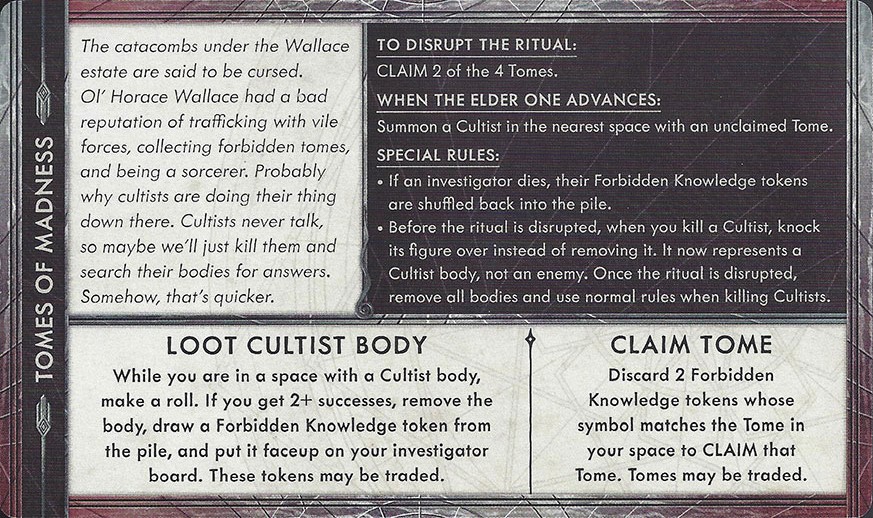 TOMES OF MADNESS
The catacombs under the Wallace
estate are said to be cursed.
Ol' Horace Wallace had a bad
reputation of trafficking with vile
forces, collecting forbidden tomes,
and being a sorcerer. Probably
why cultists are doing their thing
down there. Cultists never talk,
so maybe we'll just kill them and
search their bodies for answers.
Somehow, that's quicker.
TO DISRUPT THE RITUAL:
CLAIM 2 of the 4 Tomes.
WHEN THE ELDER ONE ADVANCES:
Summon a Cultist in the nearest space with an unclaimed Tome.
SPECIAL RULES:
• If an investigator dies, their Forbidden Knowledge tokens
are shuffled back into the pile.
• Before the ritual is disrupted, when you kill a Cultist, knock
its figure over instead of removing it. It now represents a
Cultist body, not an enemy. Once the ritual is disrupted,
remove all bodies and use normal rules when killing Cultists.
LOOT CULTIST BODY
While you are in a space with a Cultist body,
make a roll. If you get 2+ successes, remove the
body, draw a Forbidden Knowledge token from
the pile, and put it faceup on your investigator
board. These tokens may be traded.
CLAIM TOME
Discard 2 Forbidden
Knowledge tokens whose
symbol matches the Tome in
your space to CLAIM that
Tome. Tomes may be traded.